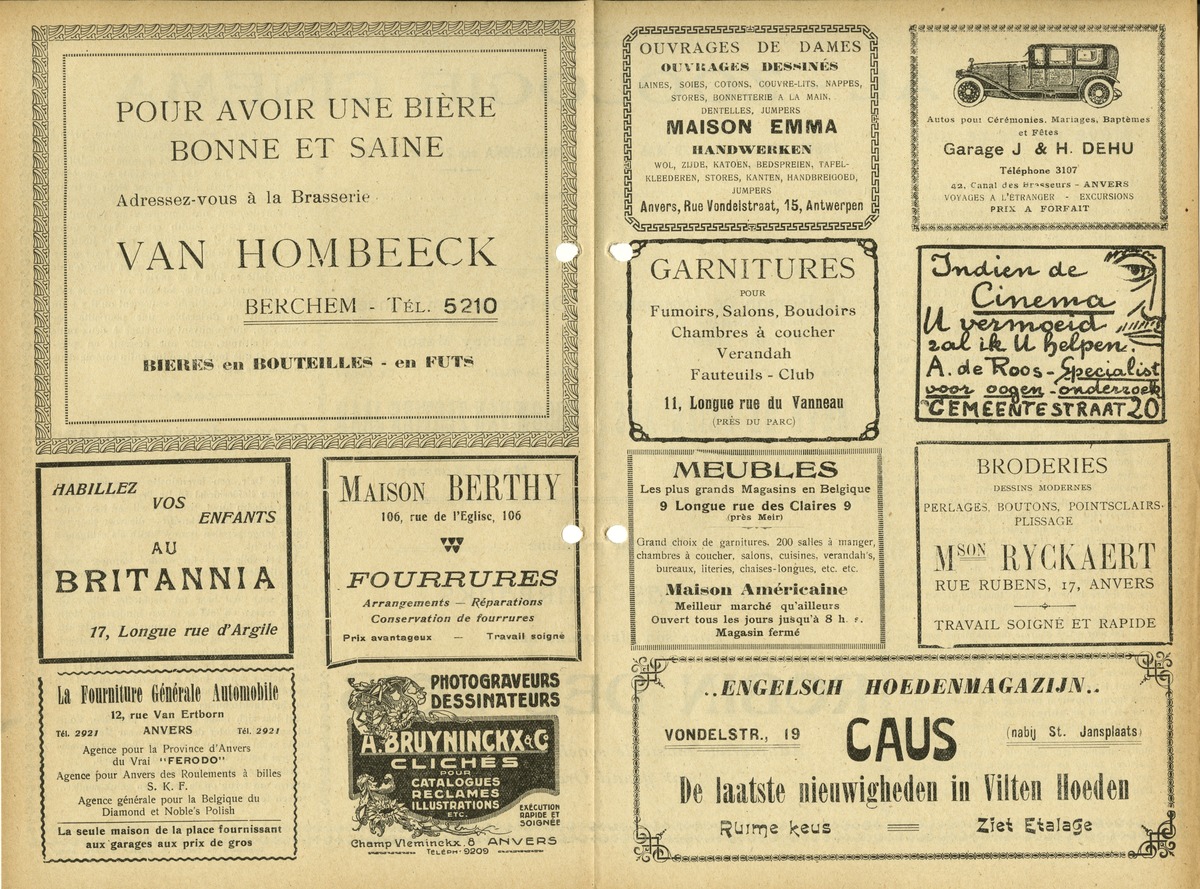 POUR AVOIR UNE BIÈRE
BONNE ET SAINE
Adressez-vous à la Brasserie
VAN HOMBEECK
BERCHEM - TÉL. 5210
BIERES en BOUTEILLES - en FUTS
HABILLEZ
VOS
ENFANTS
AU
BRITANNIA
17, Longue rue d'Argile
MAISON BERTHY
106, rue de l'Eglise, 106
FOURRURES
Arrangements — Réparations
Conservation de fourrures
Prix avantageux — Travail soigné
La Fourniture Générale Automobile
12, rue Van Ertborn
Tél. 2921 ANVERS Tél. 2921
Agence pour la Province d'Anvers
du Vrai "FERODO"
Agence pour Anvers des Roulements à billes
S. K. F.
Agence générale pour la Belgique du
Diamond et Noble's Polish
La seule maison de la place fournissant
aux garages aux prix de gros
PHOTOGRAVEURS
DESSINATEURS
A. BRUYNINCKX & Cº
CLICHÉS
POUR
CATALOGUES
RECLAMES
ILLUSTRATIONS
ETC.
EXÉCUTION
RAPIDE ET
SOIGNÉE
Champ Vleminckx, 8 ANVERS
TELEPH. 9209
OUVRAGES DE DAMES
OUVRAGES DESSINÉS
LAINES, SOIES, COTONS, COUVRE-LITS, NAPPES,
STORES, BONNETTERIE A LA MAIN,
DENTELLES, JUMPERS
MAISON EMMA
HANDWERKEN
WOL, ZIJDE, KATOEN, BEDSPREIEN, TAFEL-
KLEEDEREN, STORES, KANTEN, HANDBREIGOED,
JUMPERS
Anvers, Rue Vondelstraat, 15, Antwerpen
Autos pour Cérémonies, Mariages, Baptèmes
et Fêtes
Garage J & H. DEHU
Téléphone 3107
42, Canal des Brasseurs - ANVERS
VOYAGES A L'ETRANGER - EXCURSIONS
PRIX A FORFAIT
GARNITURES
POUR
Fumoirs, Salons, Boudoirs
Chambres à coucher
Verandah
Fauteuils - Club
11, Longue rue du Vanneau
(PRÈS DU PARC)
Indien de
Cinema
U vermoeid
zal ik U helpen.
A. de Roos - Specialist
voor oogen-onderzoek
GEMEENTESTRAAT 20
MEUBLES
Les plus grands Magasins en Belgique
9 Longue rue des Claires 9
(près Meir)
Grand choix de garnitures. 200 salles à manger,
chambres à coucher, salons, cuisines, verandah's,
bureaux, literies, chaises-longues, etc. etc.
Maison Américaine
Meilleur marché qu'ailleurs
Ouvert tous les jours jusqu'à 8 h. s.
Magasin fermé
BRODERIES
DESSINS MODERNES
PERLAGES, BOUTONS, POINTSCLAIRS,
PLISSAGE
MSON RYCKAERT
RUE RUBENS, 17, ANVERS
TRAVAIL SOIGNÉ ET RAPIDE
..ENGELSCH HOEDENMAGAZIJN..
VONDELSTR., 19 CAUS (nabij St. Jansplaats)
De laatste nieuwigheden in Vilten Hoeden
Ruime keus Ziet Etalage